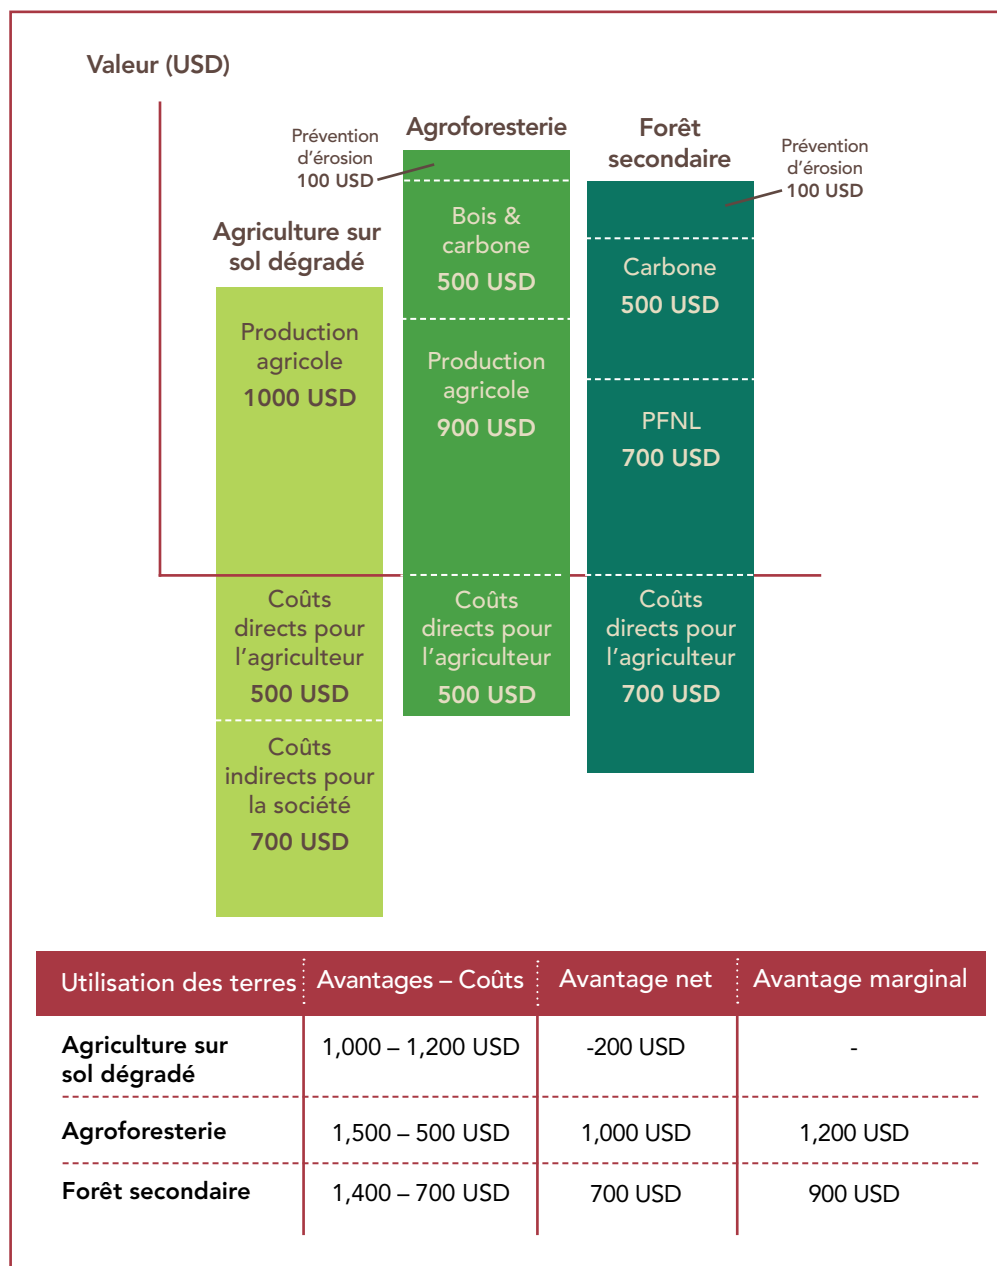 Valeur (USD)
Agriculture sur
sol dégradé
Production
agricole
1000 USD
Coûts
directs pour
l'agriculteur
500 USD
Coûts
indirects pour
la société
700 USD
Prévention
d'érosion
100 USD
Agroforesterie
Bois &
carbone
500 USD
Production
agricole
900 USD
Coûts
directs pour
l'agriculteur
500 USD
Forêt
secondaire
Prévention
d'érosion
100 USD
Carbone
500 USD
PFNL
700 USD
Coûts
directs pour
l'agriculteur
700 USD
Utilisation des terres Avantages – Coûts Avantage net Avantage marginal
Agriculture sur
sol dégradé 1,000 – 1,200 USD -200 USD -
Agroforesterie 1,500 – 500 USD 1,000 USD 1,200 USD
Forêt secondaire 1,400 – 700 USD 700 USD 900 USD